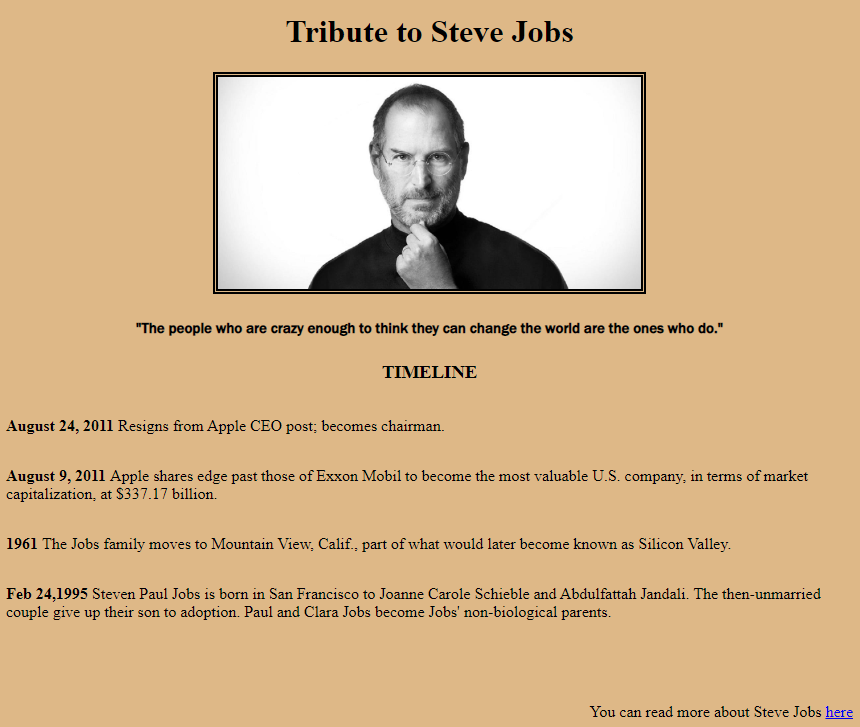 Tribute to Steve Jobs
"The people who are crazy enough to think they can change the world are the ones who do."
TIMELINE
August 24, 2011 Resigns from Apple CEO post; becomes chairman.
August 9, 2011 Apple shares edge past those of Exxon Mobil to become the most valuable U.S. company, in terms of market
capitalization, at $337.17 billion.
1961 The Jobs family moves to Mountain View, Calif., part of what would later become known as Silicon Valley.
Feb 24,1995 Steven Paul Jobs is born in San Francisco to Joanne Carole Schieble and Abdulfattah Jandali. The then-unmarried
couple give up their son to adoption. Paul and Clara Jobs become Jobs' non-biological parents.
You can read more about Steve Jobs here